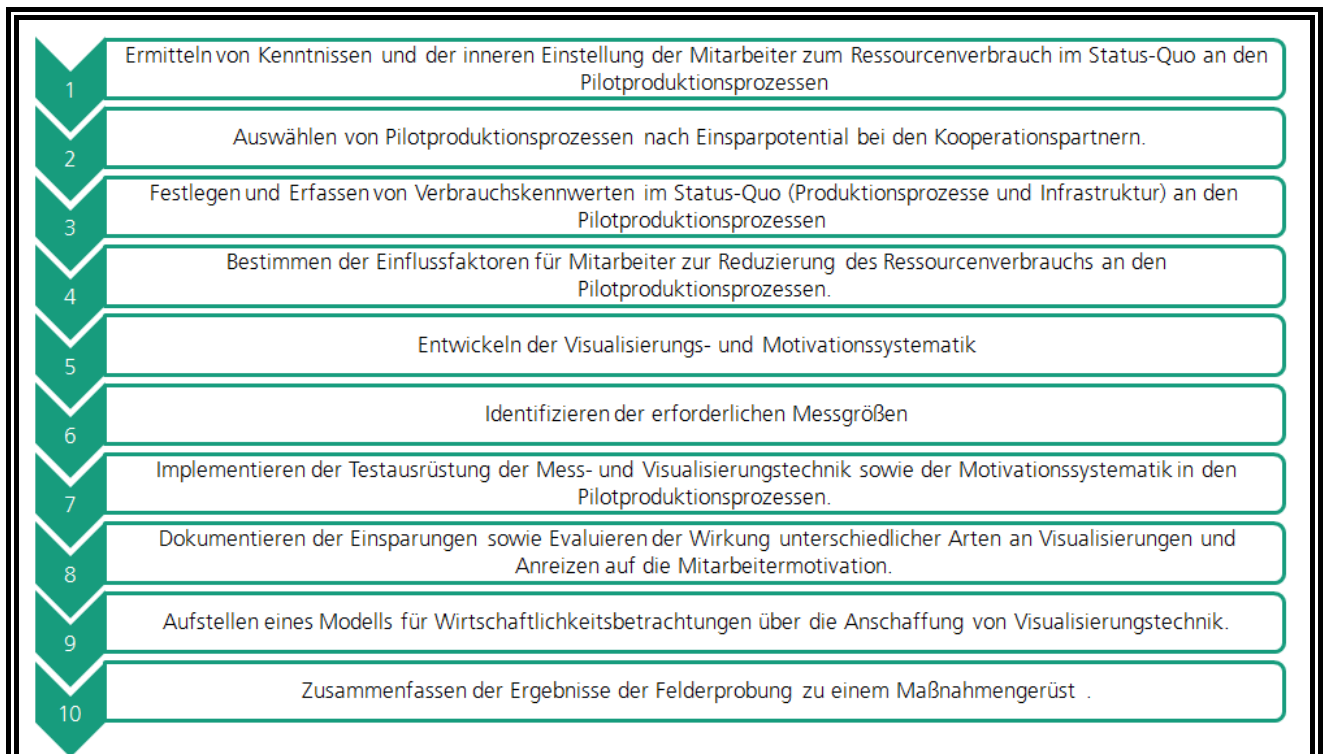 1
Ermitteln von Kenntnissen und der inneren Einstellung der Mitarbeiter zum Ressourcenverbrauch im Status-Quo an den
Pilotproduktionsprozessen
2
Auswählen von Pilotproduktionsprozessen nach Einsparpotential bei den Kooperationspartnern.
3
Festlegen und Erfassen von Verbrauchskennwerten im Status-Quo (Produktionsprozesse und Infrastruktur) an den
Pilotproduktionsprozessen
4
Bestimmen der Einflussfaktoren für Mitarbeiter zur Reduzierung des Ressourcenverbrauchs an den
Pilotproduktionsprozessen.
5
Entwickeln der Visualisierungs- und Motivationssystematik
6
Identifizieren der erforderlichen Messgrößen
7
Implementieren der Testausrüstung der Mess- und Visualisierungstechnik sowie der Motivationssystematik in den
Pilotproduktionsprozessen.
8
Dokumentieren der Einsparungen sowie Evaluieren der Wirkung unterschiedlicher Arten an Visualisierungen und
Anreizen auf die Mitarbeitermotivation.
9
Aufstellen eines Modells für Wirtschaftlichkeitsbetrachtungen über die Anschaffung von Visualisierungstechnik.
10
Zusammenfassen der Ergebnisse der Felderprobung zu einem Maßnahmengerüst .